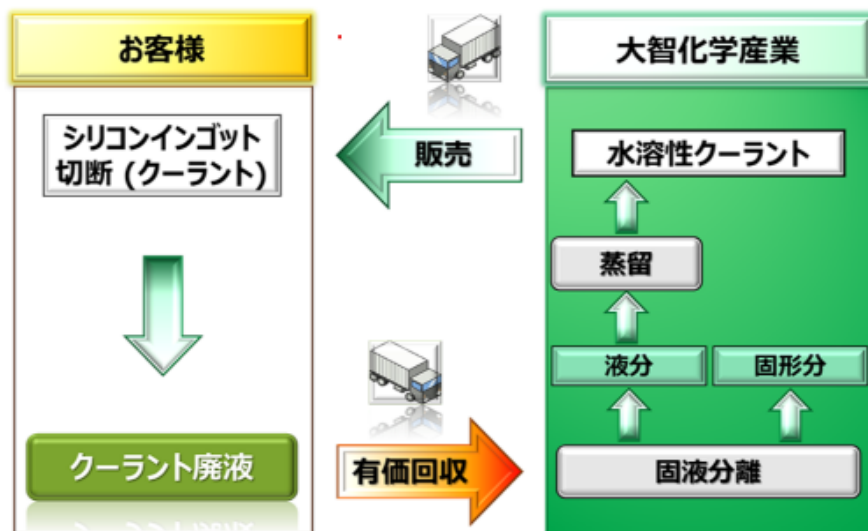 お客様
大智化学産業
シリコンインゴット
切断 (クーラント)
販売
水溶性クーラント
蒸留
液分
固形分
クーラント廃液
有価回収
固液分離